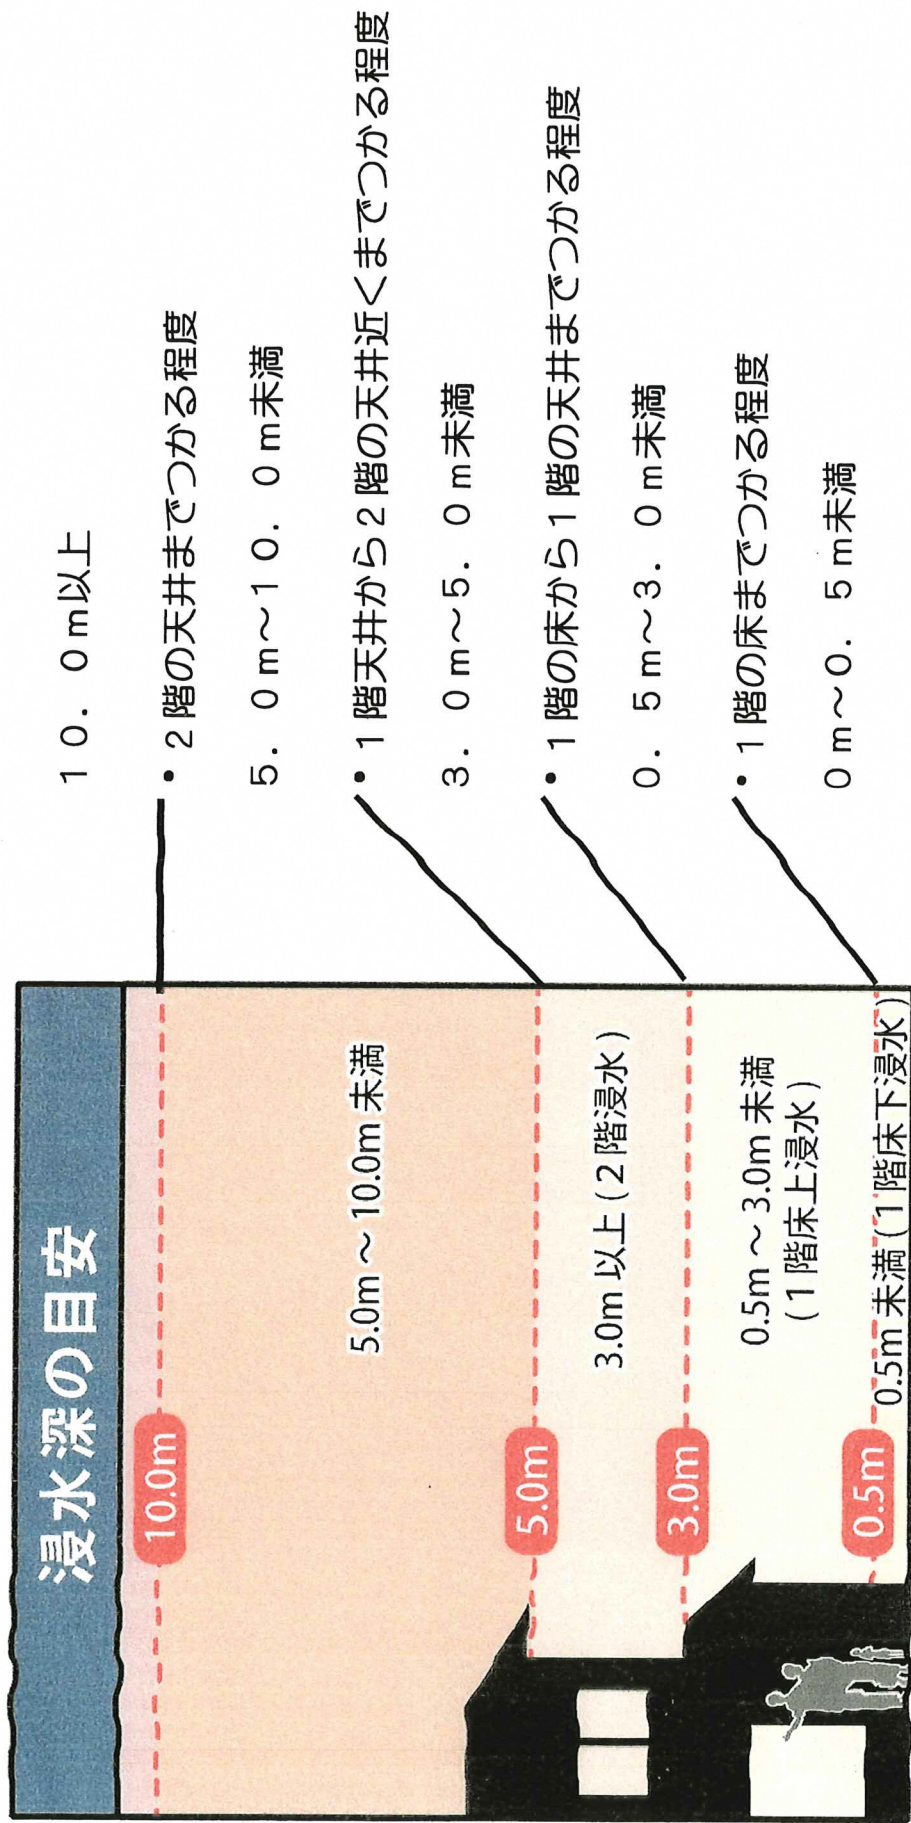 浸水深の目安
10.0m
5.0m ～ 10.0m 未満
5.0m
3.0m 以上 ( 2 階浸水 )
3.0m
0.5m ～ 3.0m 未満
( 1 階床上浸水 )
0.5m
0.5m 未満 ( 1 階床下浸水 )
１０．０ｍ以上
・２階の天井までつかる程度
５．０ｍ～１０．０ｍ未満
・１階天井から２階の天井近くまでつかる程度
３．０ｍ～５．０ｍ未満
・１階の床から１階の天井までつかる程度
０．５ｍ～３．０ｍ未満
・１階の床までつかる程度
０ｍ～０．５ｍ未満